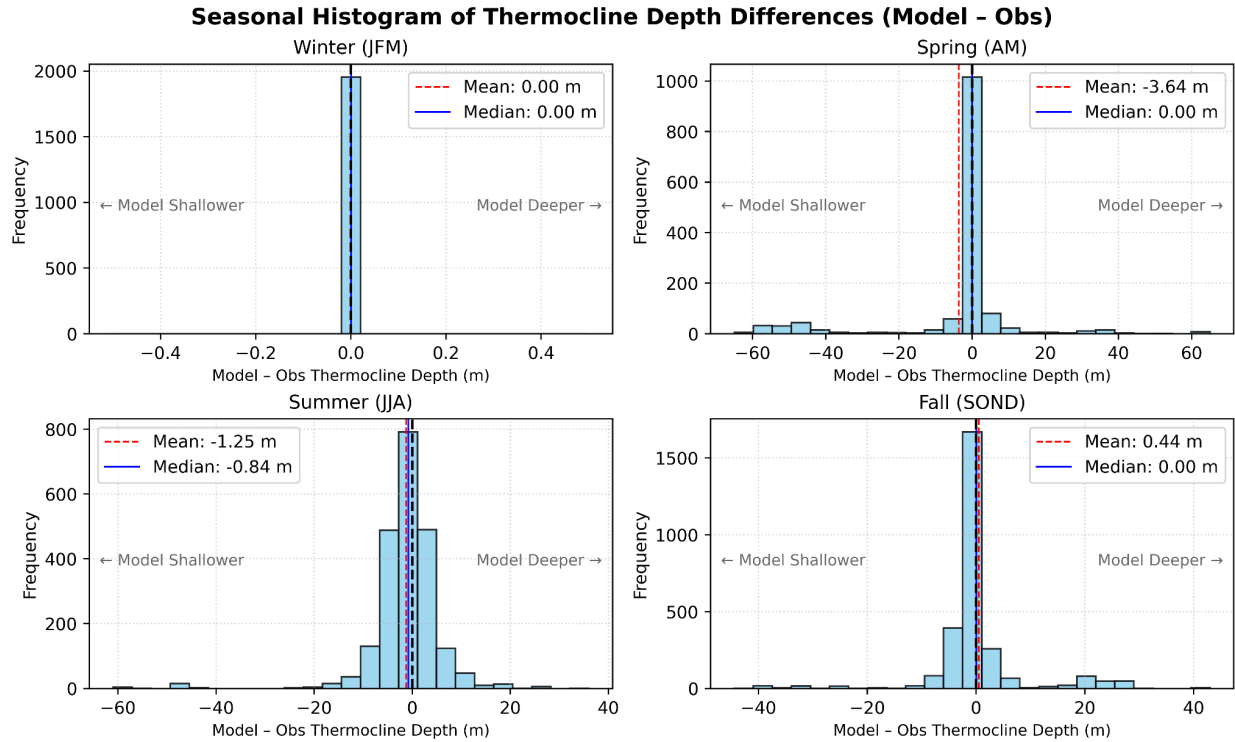 Seasonal Histogram of Thermocline Depth Differences (Model – Obs)
Winter (JFM)
Mean: 0.00 m
Median: 0.00 m
← Model Shallower
Model Deeper →
Frequency
2000
1500
1000
500
0
−0.4 −0.2 0.0 0.2 0.4
Model – Obs Thermocline Depth (m)
Spring (AM)
Mean: -3.64 m
Median: 0.00 m
← Model Shallower
Model Deeper →
Frequency
1000
800
600
400
200
0
−60 −40 −20 0 20 40 60
Model – Obs Thermocline Depth (m)
Summer (JJA)
Mean: -1.25 m
Median: -0.84 m
← Model Shallower
Model Deeper →
Frequency
800
600
400
200
0
−60 −40 −20 0 20 40
Model – Obs Thermocline Depth (m)
Fall (SOND)
Mean: 0.44 m
Median: 0.00 m
← Model Shallower
Model Deeper →
Frequency
1500
1000
500
0
−40 −20 0 20 40
Model – Obs Thermocline Depth (m)